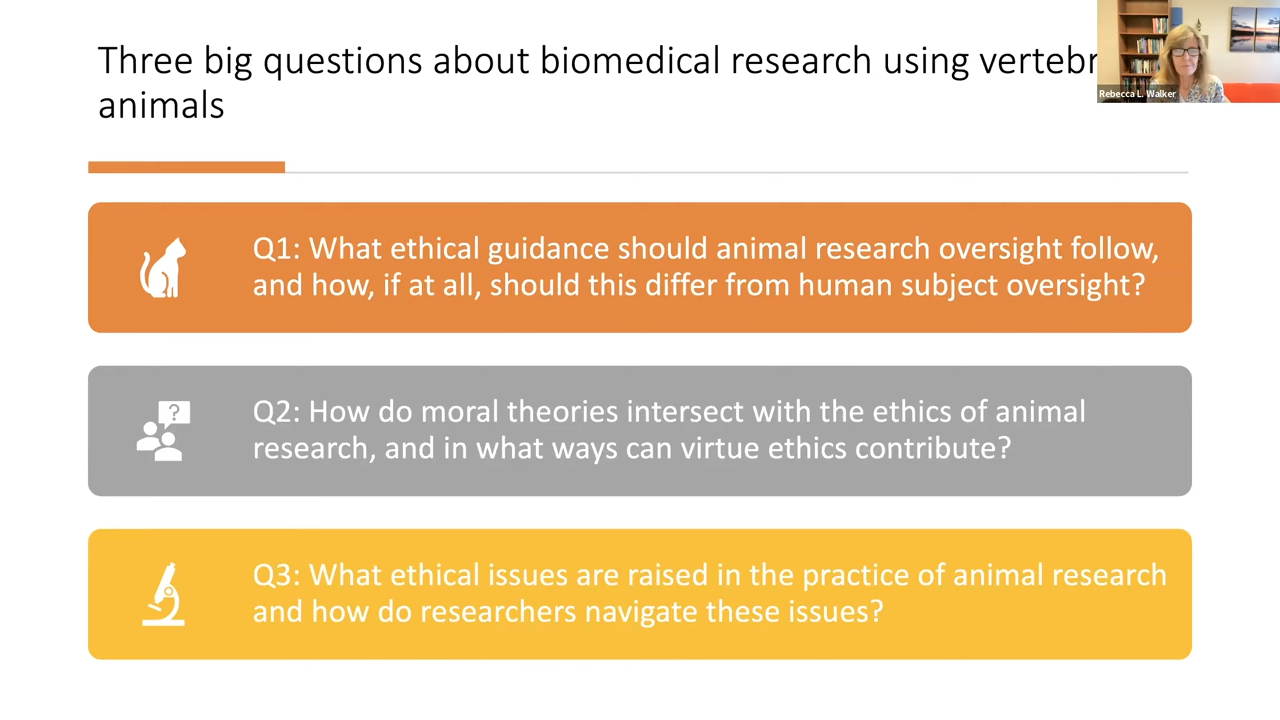 Three big questions about biomedical research using vertebr
animals
Rebecca L. Walker
Q1: What ethical guidance should animal research oversight follow,
and how, if at all, should this differ from human subject oversight?
?
Q2: How do moral theories intersect with the ethics of animal
research, and in what ways can virtue ethics contribute?
Q3: What ethical issues are raised in the practice of animal research
and how do researchers navigate these issues?